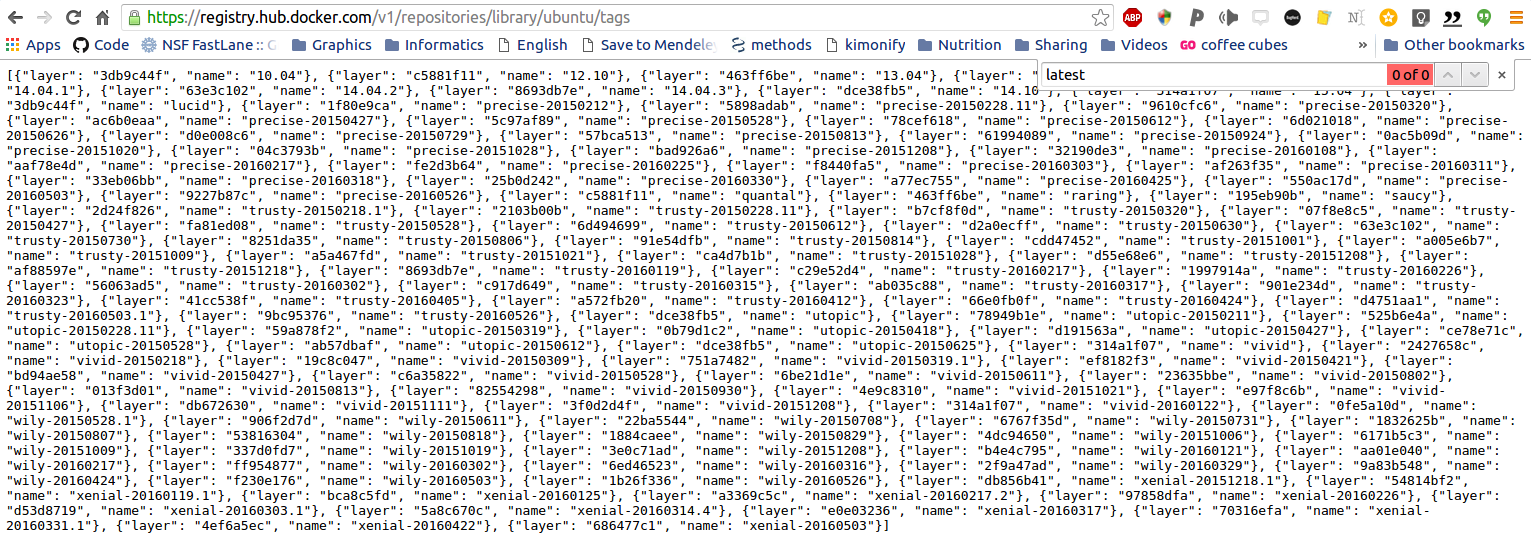 https://registry.hub.docker.com/v1/repositories/library/ubuntu/tags
Apps Code NSF FastLane :: G Graphics Informatics English Save to Mendeley methods kimonify Nutrition Sharing Videos GO coffee cubes » Other bookmarks
latest 0 of 0
[{"layer": "3db9c44f", "name": "10.04"}, {"layer": "c5881f11", "name": "12.10"}, {"layer": "463ff6be", "name": "13.04"}, {"layer": "
"14.04.1"}, {"layer": "63e3c102", "name": "14.04.2"}, {"layer": "8693db7e", "name": "14.04.3"}, {"layer": "dce38fb5", "name": "14.10"}, {"layer": "314a1f07", "name": "15.04"}, {"layer":
"3db9c44f", "name": "lucid"}, {"layer": "1f80e9ca", "name": "precise-20150212"}, {"layer": "5898adab", "name": "precise-20150228.11"}, {"layer": "9610cfc6", "name": "precise-20150320"},
{"layer": "ac6b0eaa", "name": "precise-20150427"}, {"layer": "5c97af89", "name": "precise-20150528"}, {"layer": "78cef618", "name": "precise-20150612"}, {"layer": "6d021018", "name": "precise-
20150626"}, {"layer": "d0e008c6", "name": "precise-20150729"}, {"layer": "57bca513", "name": "precise-20150813"}, {"layer": "61994089", "name": "precise-20150924"}, {"layer": "0ac5b09d", "name":
"precise-20151020"}, {"layer": "04c3793b", "name": "precise-20151028"}, {"layer": "bad926a6", "name": "precise-20151208"}, {"layer": "32190de3", "name": "precise-20160108"}, {"layer":
"aaf78e4d", "name": "precise-20160217"}, {"layer": "fe2d3b64", "name": "precise-20160225"}, {"layer": "f8440fa5", "name": "precise-20160303"}, {"layer": "af263f35", "name": "precise-20160311"},
{"layer": "33eb06bb", "name": "precise-20160318"}, {"layer": "25b0d242", "name": "precise-20160330"}, {"layer": "a77ec755", "name": "precise-20160425"}, {"layer": "550ac17d", "name": "precise-
20160503"}, {"layer": "9227b87c", "name": "precise-20160526"}, {"layer": "c5881f11", "name": "quantal"}, {"layer": "463ff6be", "name": "raring"}, {"layer": "195eb90b", "name": "saucy"},
{"layer": "2d24f826", "name": "trusty-20150218.1"}, {"layer": "2103b00b", "name": "trusty-20150228.11"}, {"layer": "b7cf8f0d", "name": "trusty-20150320"}, {"layer": "07f8e8c5", "name": "trusty-
20150427"}, {"layer": "fa81ed08", "name": "trusty-20150528"}, {"layer": "6d494699", "name": "trusty-20150612"}, {"layer": "d2a0ecff", "name": "trusty-20150630"}, {"layer": "63e3c102", "name":
"trusty-20150730"}, {"layer": "8251da35", "name": "trusty-20150806"}, {"layer": "91e54dfb", "name": "trusty-20150814"}, {"layer": "cdd47452", "name": "trusty-20151001"}, {"layer": "a005e6b7",
"name": "trusty-20151009"}, {"layer": "a5a467fd", "name": "trusty-20151021"}, {"layer": "ca4d7b1b", "name": "trusty-20151028"}, {"layer": "d55e68e6", "name": "trusty-20151208"}, {"layer":
"af88597e", "name": "trusty-20151218"}, {"layer": "8693db7e", "name": "trusty-20160119"}, {"layer": "c29e52d4", "name": "trusty-20160217"}, {"layer": "1997914a", "name": "trusty-20160226"},
{"layer": "56063ad5", "name": "trusty-20160302"}, {"layer": "c917d649", "name": "trusty-20160315"}, {"layer": "ab035c88", "name": "trusty-20160317"}, {"layer": "901e234d", "name": "trusty-
20160323"}, {"layer": "41cc538f", "name": "trusty-20160405"}, {"layer": "a572fb20", "name": "trusty-20160412"}, {"layer": "66e0fb0f", "name": "trusty-20160424"}, {"layer": "d4751aa1", "name":
"trusty-20160503.1"}, {"layer": "9bc95376", "name": "trusty-20160526"}, {"layer": "dce38fb5", "name": "utopic"}, {"layer": "78949b1e", "name": "utopic-20150211"}, {"layer": "525b6e4a", "name":
"utopic-20150228.11"}, {"layer": "59a878f2", "name": "utopic-20150319"}, {"layer": "0b79d1c2", "name": "utopic-20150418"}, {"layer": "d191563a", "name": "utopic-20150427"}, {"layer": "ce78e71c",
"name": "utopic-20150528"}, {"layer": "ab57dbaf", "name": "utopic-20150612"}, {"layer": "dce38fb5", "name": "utopic-20150625"}, {"layer": "314a1f07", "name": "vivid"}, {"layer": "2427658c",
"name": "vivid-20150218"}, {"layer": "19c8c047", "name": "vivid-20150309"}, {"layer": "751a7482", "name": "vivid-20150319.1"}, {"layer": "ef8182f3", "name": "vivid-20150421"}, {"layer":
"bd94ae58", "name": "vivid-20150427"}, {"layer": "c6a35822", "name": "vivid-20150528"}, {"layer": "6be21d1e", "name": "vivid-20150611"}, {"layer": "23635bbe", "name": "vivid-20150802"},
{"layer": "013f3d01", "name": "vivid-20150813"}, {"layer": "82554298", "name": "vivid-20150930"}, {"layer": "4e9c8310", "name": "vivid-20151021"}, {"layer": "e97f8c6b", "name": "vivid-
20151106"}, {"layer": "db672630", "name": "vivid-20151111"}, {"layer": "3f0d2d4f", "name": "vivid-20151208"}, {"layer": "314a1f07", "name": "vivid-20160122"}, {"layer": "0fe5a10d", "name":
"wily-20150528.1"}, {"layer": "906f2d7d", "name": "wily-20150611"}, {"layer": "22ba5544", "name": "wily-20150708"}, {"layer": "6767f35d", "name": "wily-20150731"}, {"layer": "1832625b", "name":
"wily-20150807"}, {"layer": "53816304", "name": "wily-20150818"}, {"layer": "1884caee", "name": "wily-20150829"}, {"layer": "4dc94650", "name": "wily-20151006"}, {"layer": "6171b5c3", "name":
"wily-20151009"}, {"layer": "337d0fd7", "name": "wily-20151019"}, {"layer": "3e0c71ad", "name": "wily-20151208"}, {"layer": "b4e4c795", "name": "wily-20160121"}, {"layer": "aa01e040", "name":
"wily-20160217"}, {"layer": "ff954877", "name": "wily-20160302"}, {"layer": "6ed46523", "name": "wily-20160316"}, {"layer": "2f9a47ad", "name": "wily-20160329"}, {"layer": "9a83b548", "name":
"wily-20160424"}, {"layer": "f230e176", "name": "wily-20160503"}, {"layer": "1b26f336", "name": "wily-20160526"}, {"layer": "db856b41", "name": "xenial-20151218.1"}, {"layer": "54814bf2",
"name": "xenial-20160119.1"}, {"layer": "bca8c5fd", "name": "xenial-20160125"}, {"layer": "a3369c5c", "name": "xenial-20160217.2"}, {"layer": "97858dfa", "name": "xenial-20160226"}, {"layer":
"d53d8719", "name": "xenial-20160303.1"}, {"layer": "5a8c670c", "name": "xenial-20160314.4"}, {"layer": "e0e03236", "name": "xenial-20160317"}, {"layer": "70316efa", "name": "xenial-
20160331.1"}, {"layer": "4ef6a5ec", "name": "xenial-20160422"}, {"layer": "686477c1", "name": "xenial-20160503"}]